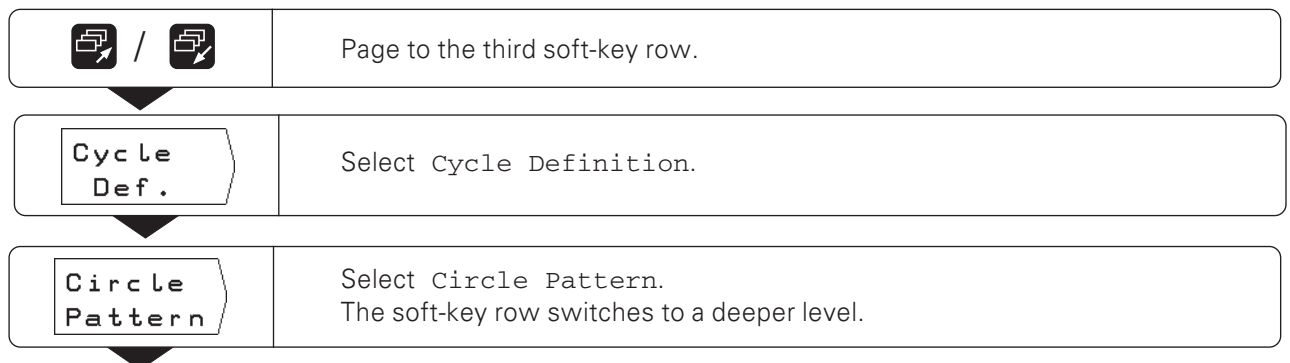 /
Page to the third soft-key row.
Cycle
Def.
Select Cycle Definition.
Circle
Pattern
Select Circle Pattern.
The soft-key row switches to a deeper level.